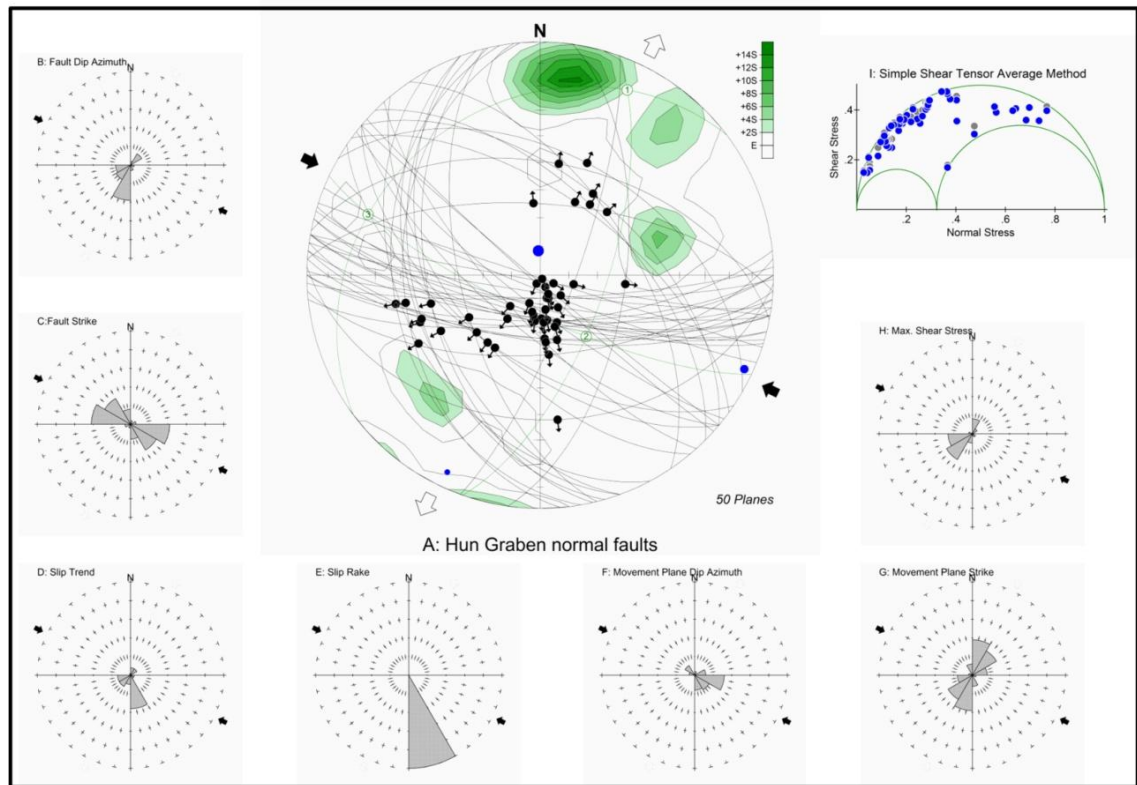 B: Fault Dip Azimuth
N
C:Fault Strike
N
D: Slip Trend
N
N
1
2
3
+14S
+12S
+10S
+8S
+6S
+4S
+2S
E
50 Planes
A: Hun Graben normal faults
E: Slip Rake
N
F: Movement Plane Dip Azimuth
N
I: Simple Shear Tensor Average Method
Shear Stress
.4
.2
.2
.4
.6
.8
1
Normal Stress
H: Max. Shear Stress
N
G: Movement Plane Strike
N